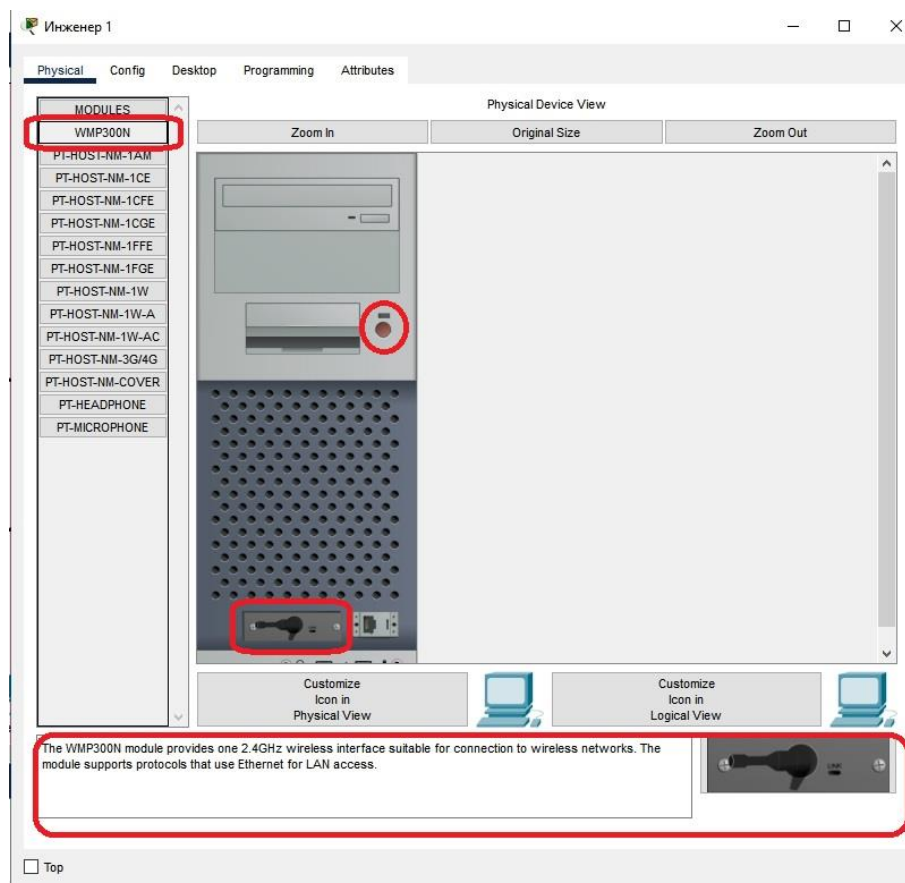 Инженер 1
Physical Config Desktop Programming Attributes
MODULES
WMP300N
PT-HOST-NM-1AM
PT-HOST-NM-1CE
PT-HOST-NM-1CFE
PT-HOST-NM-1CGE
PT-HOST-NM-1FFE
PT-HOST-NM-1FGE
PT-HOST-NM-1W
PT-HOST-NM-1W-A
PT-HOST-NM-1W-AC
PT-HOST-NM-3G/4G
PT-HOST-NM-COVER
PT-HEADPHONE
PT-MICROPHONE
Physical Device View
Zoom In Original Size Zoom Out
Customize
Icon in
Physical View
Customize
Icon in
Logical View
The WMP300N module provides one 2.4GHz wireless interface suitable for connection to wireless networks. The
module supports protocols that use Ethernet for LAN access.
Top